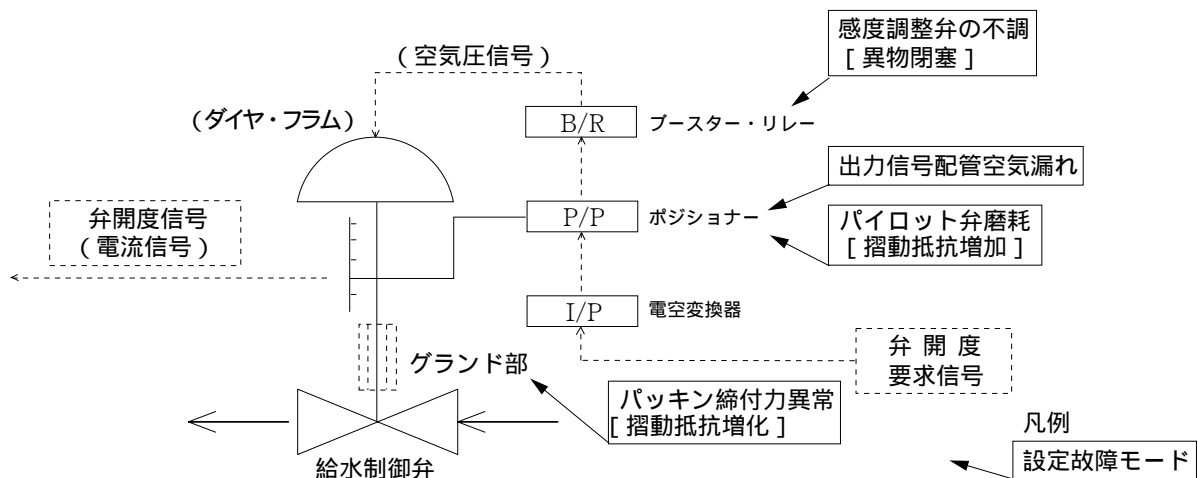 感度調整弁の不調
[ 異物閉塞 ]
( 空気圧信号 )
(ダイヤ・フラム)
B/R
ブースター・リレー
出力信号配管空気漏れ
弁開度信号
( 電流信号 )
P/P
ポジショナー
パイロット弁磨耗
[ 摺動抵抗増加 ]
I/P
電空変換器
弁 開 度
要求信号
グランド部
パッキン締付力異常
[ 摺動抵抗増化 ]
給水制御弁
凡例
設定故障モード